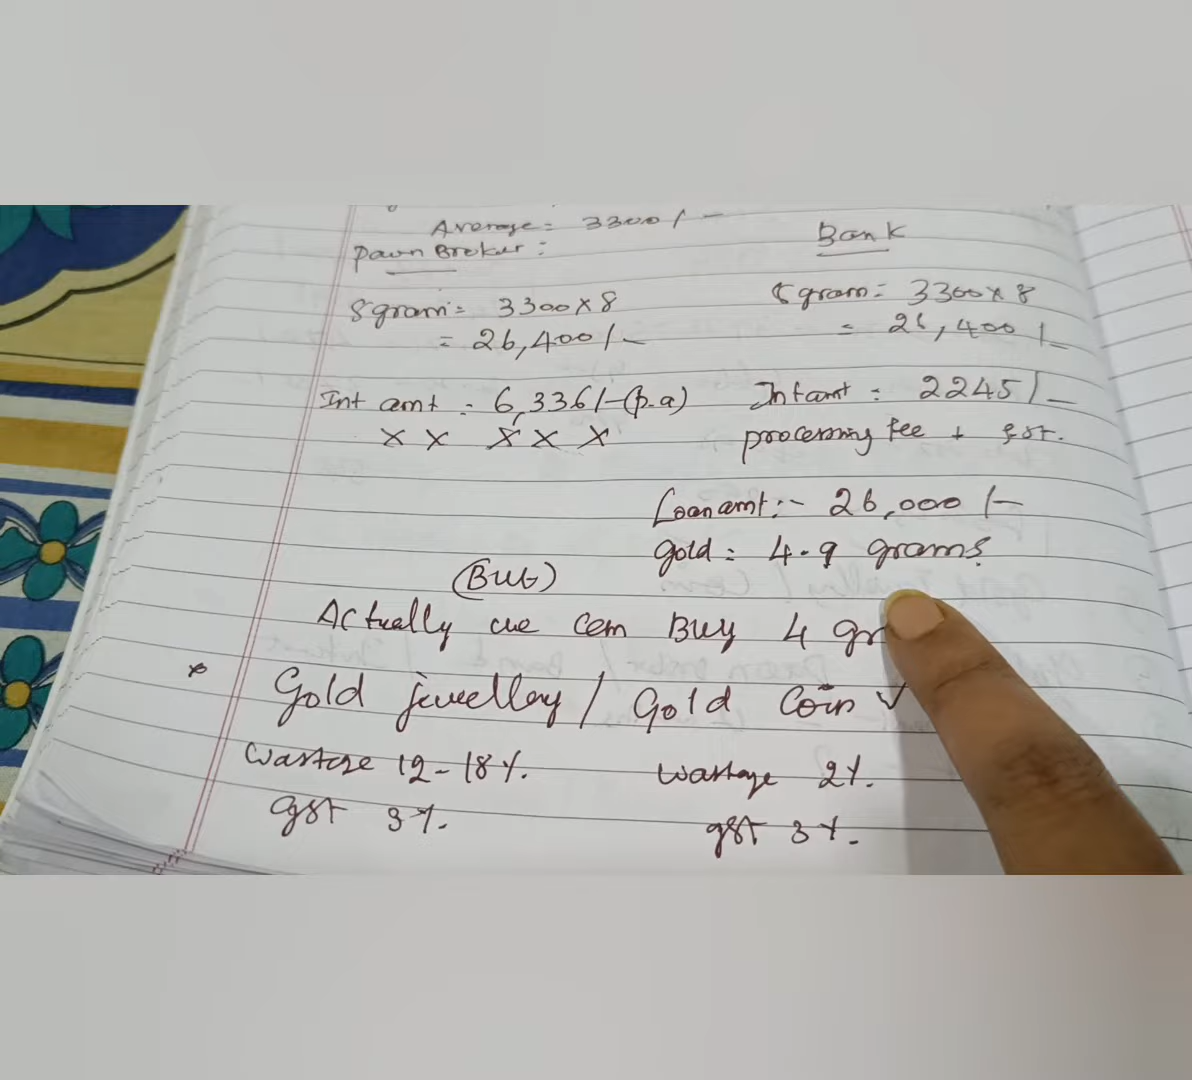 Average = 3300/-
Pawn Broker :
8 gram = 3300 x 8
= 26,400/-
Int amt = 6,336/- (p.a)
x x x x x
Bank
8 gram = 3300 x 8
= 26,400/-
Int amt : 2245/-
processing fee + gst.
Loan amt :- 26,000/-
gold = 4.9 grams
(But)
Actually we can Buy 4 gr
* Gold jewellery / Gold Coin ✓
Wastage 12-18%.
gst 3%.
wastage 2%.
gst 3%.